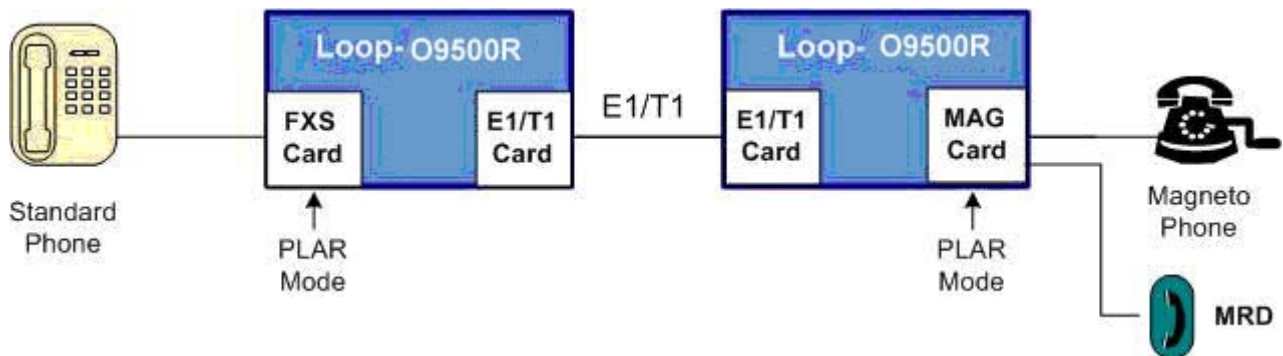 Loop- O9500R
FXS
Card
E1/T1
Card
Standard
Phone
PLAR
Mode
E1/T1
Loop- O9500R
E1/T1
Card
MAG
Card
PLAR
Mode
Magneto
Phone
MRD